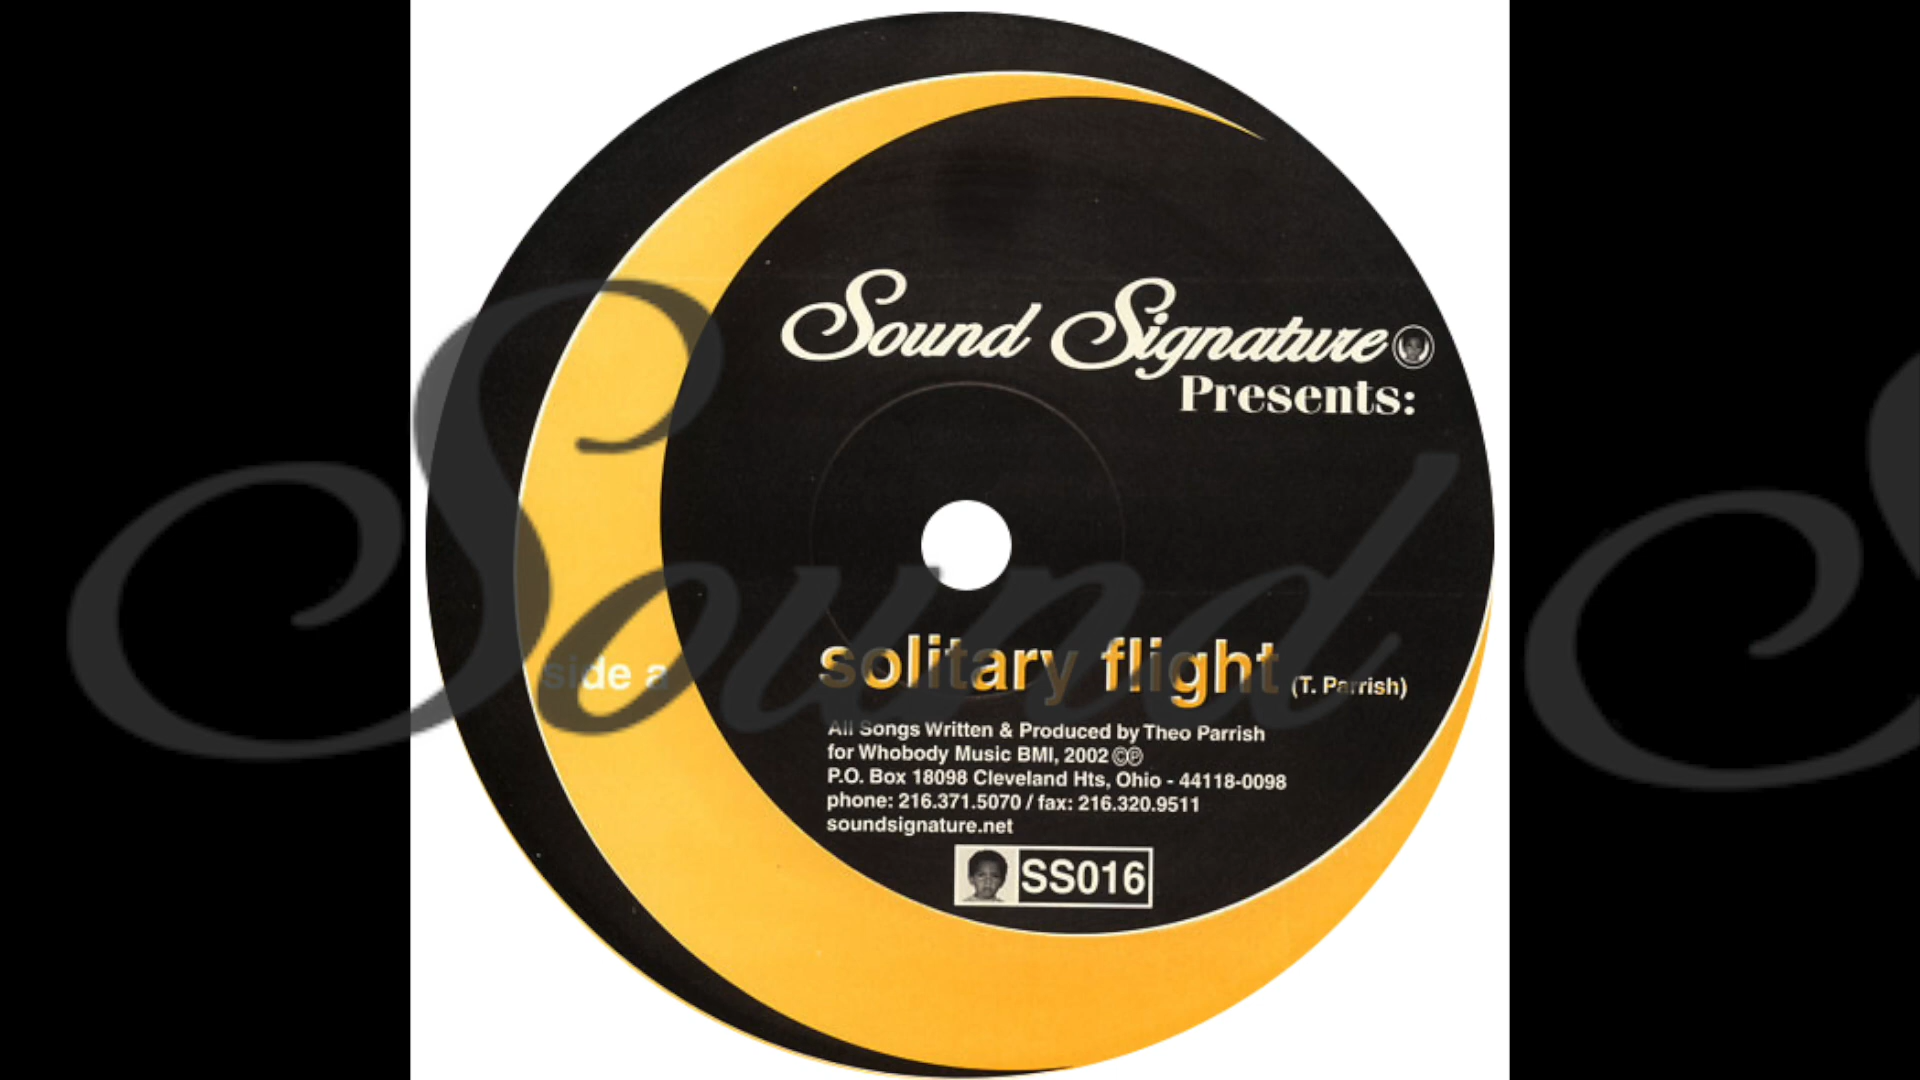 Sound Signature
Presents:
side a
solitary flight (T. Parrish)
All Songs Written & Produced by Theo Parrish
for Whobody Music BMI, 2002 ©℗
P.O. Box 18098 Cleveland Hts, Ohio - 44118-0098
phone: 216.371.5070 / fax: 216.320.9511
soundsignature.net
SS016
Sound S